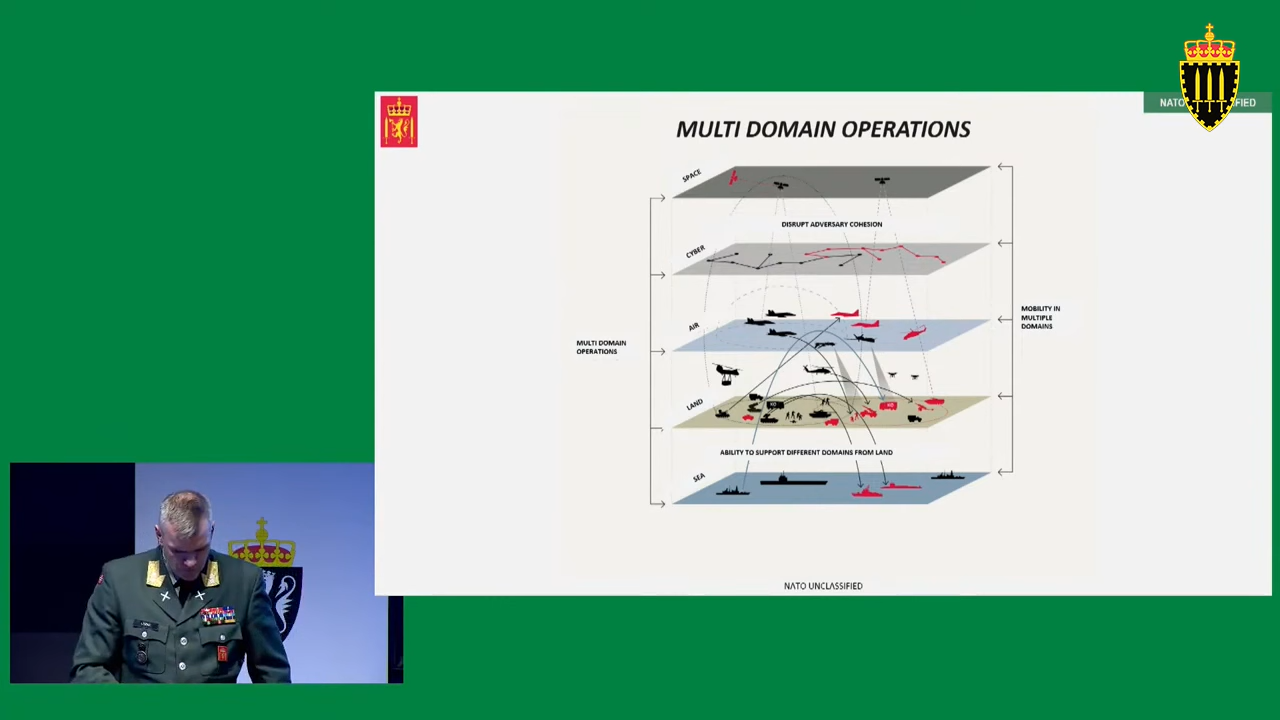 NATO
FIED
MULTI DOMAIN OPERATIONS
SPACE
DISRUPT ADVERSARY COHESION
CYBER
AIR
MOBILITY IN
MULTIPLE
DOMAINS
MULTI DOMAIN
OPERATIONS
LAND
ABILITY TO SUPPORT DIFFERENT DOMAINS FROM LAND
SEA
NATO UNCLASSIFIED